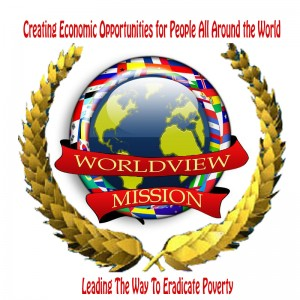 Creating Economic Opportunities for People All Around the World
WORLDVIEW
MISSION
Leading The Way To Eradicate Poverty